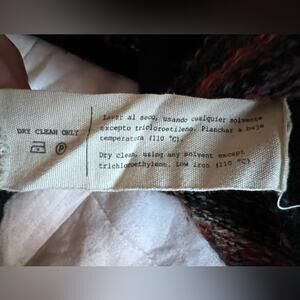 DRY CLEAN ONLY
P
Lavar al seco, usando cualquier solvente
excepto tricloroetileno. Planchar a baja
temperatura (110 °C).
Dry clean, using any solvent except
trichloroethylene. Low iron (110 °C).